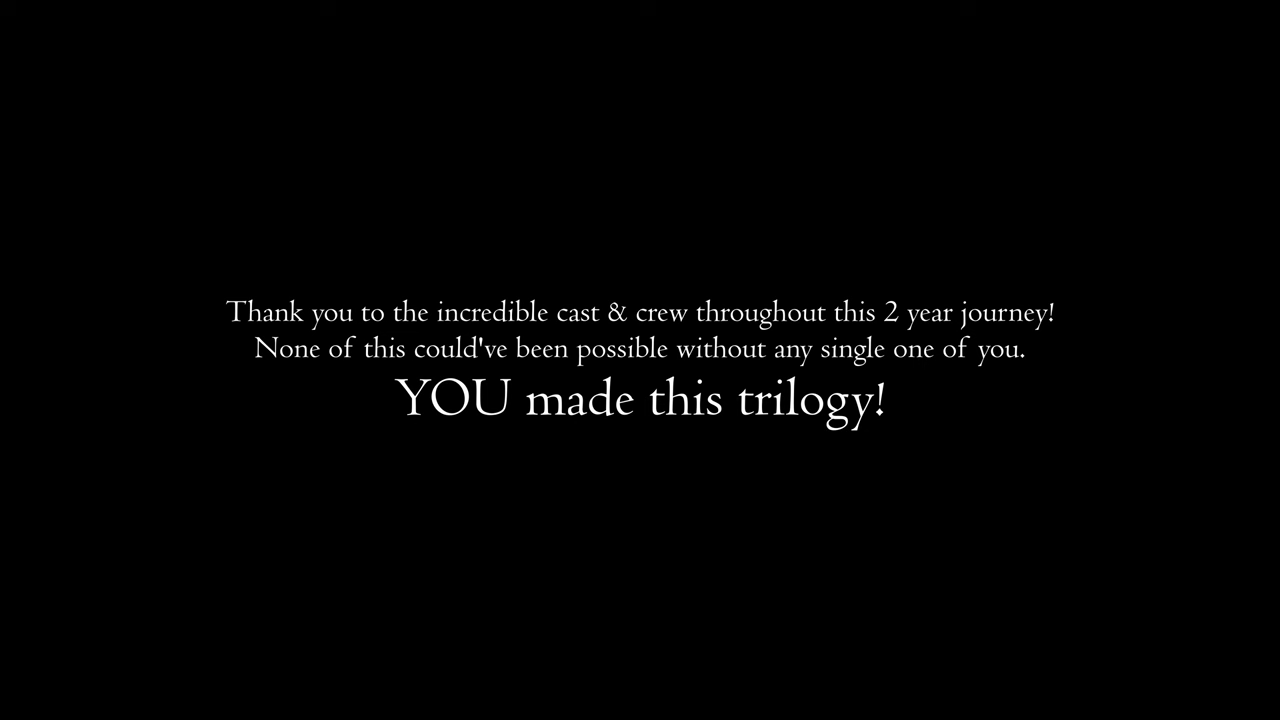 Thank you to the incredible cast & crew throughout this 2 year journey!
None of this could've been possible without any single one of you.
YOU made this trilogy!